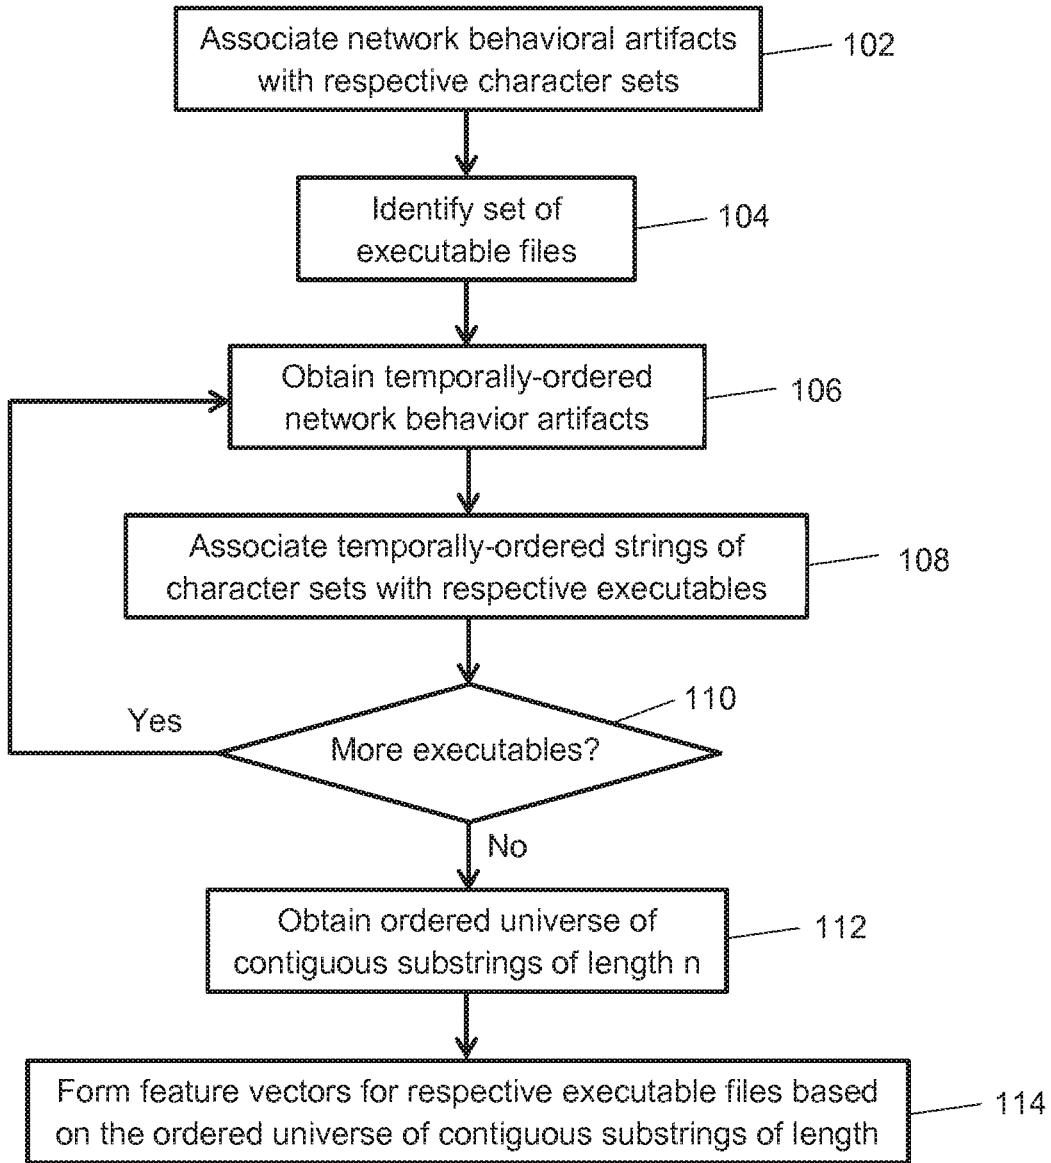 Associate network behavioral artifacts
with respective character sets
102
Identify set of
executable files
104
Obtain temporally-ordered
network behavior artifacts
106
Associate temporally-ordered strings of
character sets with respective executables
108
110
Yes
More executables?
No
Obtain ordered universe of
contiguous substrings of length n
112
Form feature vectors for respective executable files based
on the ordered universe of contiguous substrings of length
114